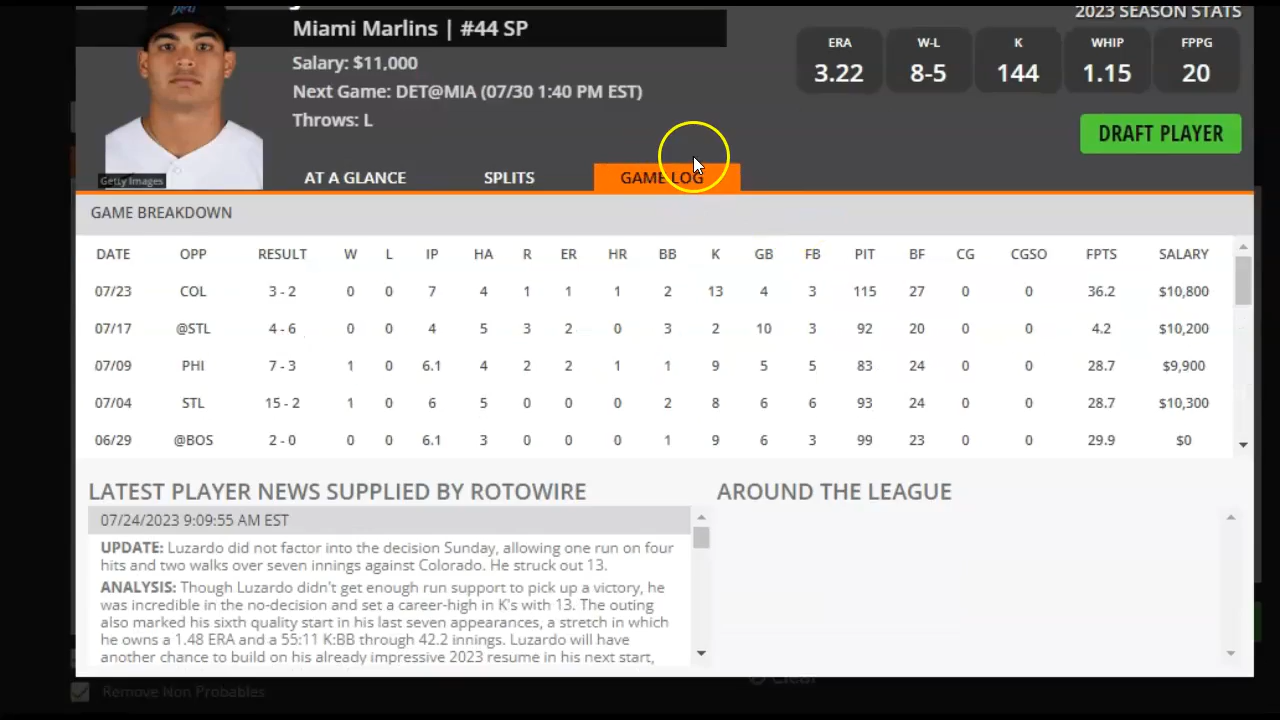 Miami Marlins | #44 SP
Salary: $11,000
Next Game: DET@MIA (07/30 1:40 PM EST)
Throws: L
Getty Images
2023 SEASON STATS
ERA W-L K WHIP FPPG
3.22 8-5 144 1.15 20
DRAFT PLAYER
AT A GLANCE SPLITS GAME LOG
GAME BREAKDOWN
DATE OPP RESULT W L IP HA R ER HR BB K GB FB PIT BF CG CGSO FPTS SALARY
07/23 COL 3 - 2 0 0 7 4 1 1 1 2 13 4 3 115 27 0 0 36.2 $10,800
07/17 @STL 4 - 6 0 0 4 5 3 2 0 3 2 10 3 92 20 0 0 4.2 $10,200
07/09 PHI 7 - 3 1 0 6.1 4 2 2 1 1 9 5 5 83 24 0 0 28.7 $9,900
07/04 STL 15 - 2 1 0 6 5 0 0 0 2 8 6 6 93 24 0 0 28.7 $10,300
06/29 @BOS 2 - 0 0 0 6.1 3 0 0 0 1 9 6 3 99 23 0 0 29.9 $0
LATEST PLAYER NEWS SUPPLIED BY ROTOWIRE
07/24/2023 9:09:55 AM EST
UPDATE: Luzardo did not factor into the decision Sunday, allowing one run on four
hits and two walks over seven innings against Colorado. He struck out 13.
ANALYSIS: Though Luzardo didn't get enough run support to pick up a victory, he
was incredible in the no-decision and set a career-high in K's with 13. The outing
also marked his sixth quality start in his last seven appearances, a stretch in which
he owns a 1.48 ERA and a 55:11 K:BB through 42.2 innings. Luzardo will have
another chance to build on his already impressive 2023 resume in his next start,
AROUND THE LEAGUE
Remove Non Probables
Clear